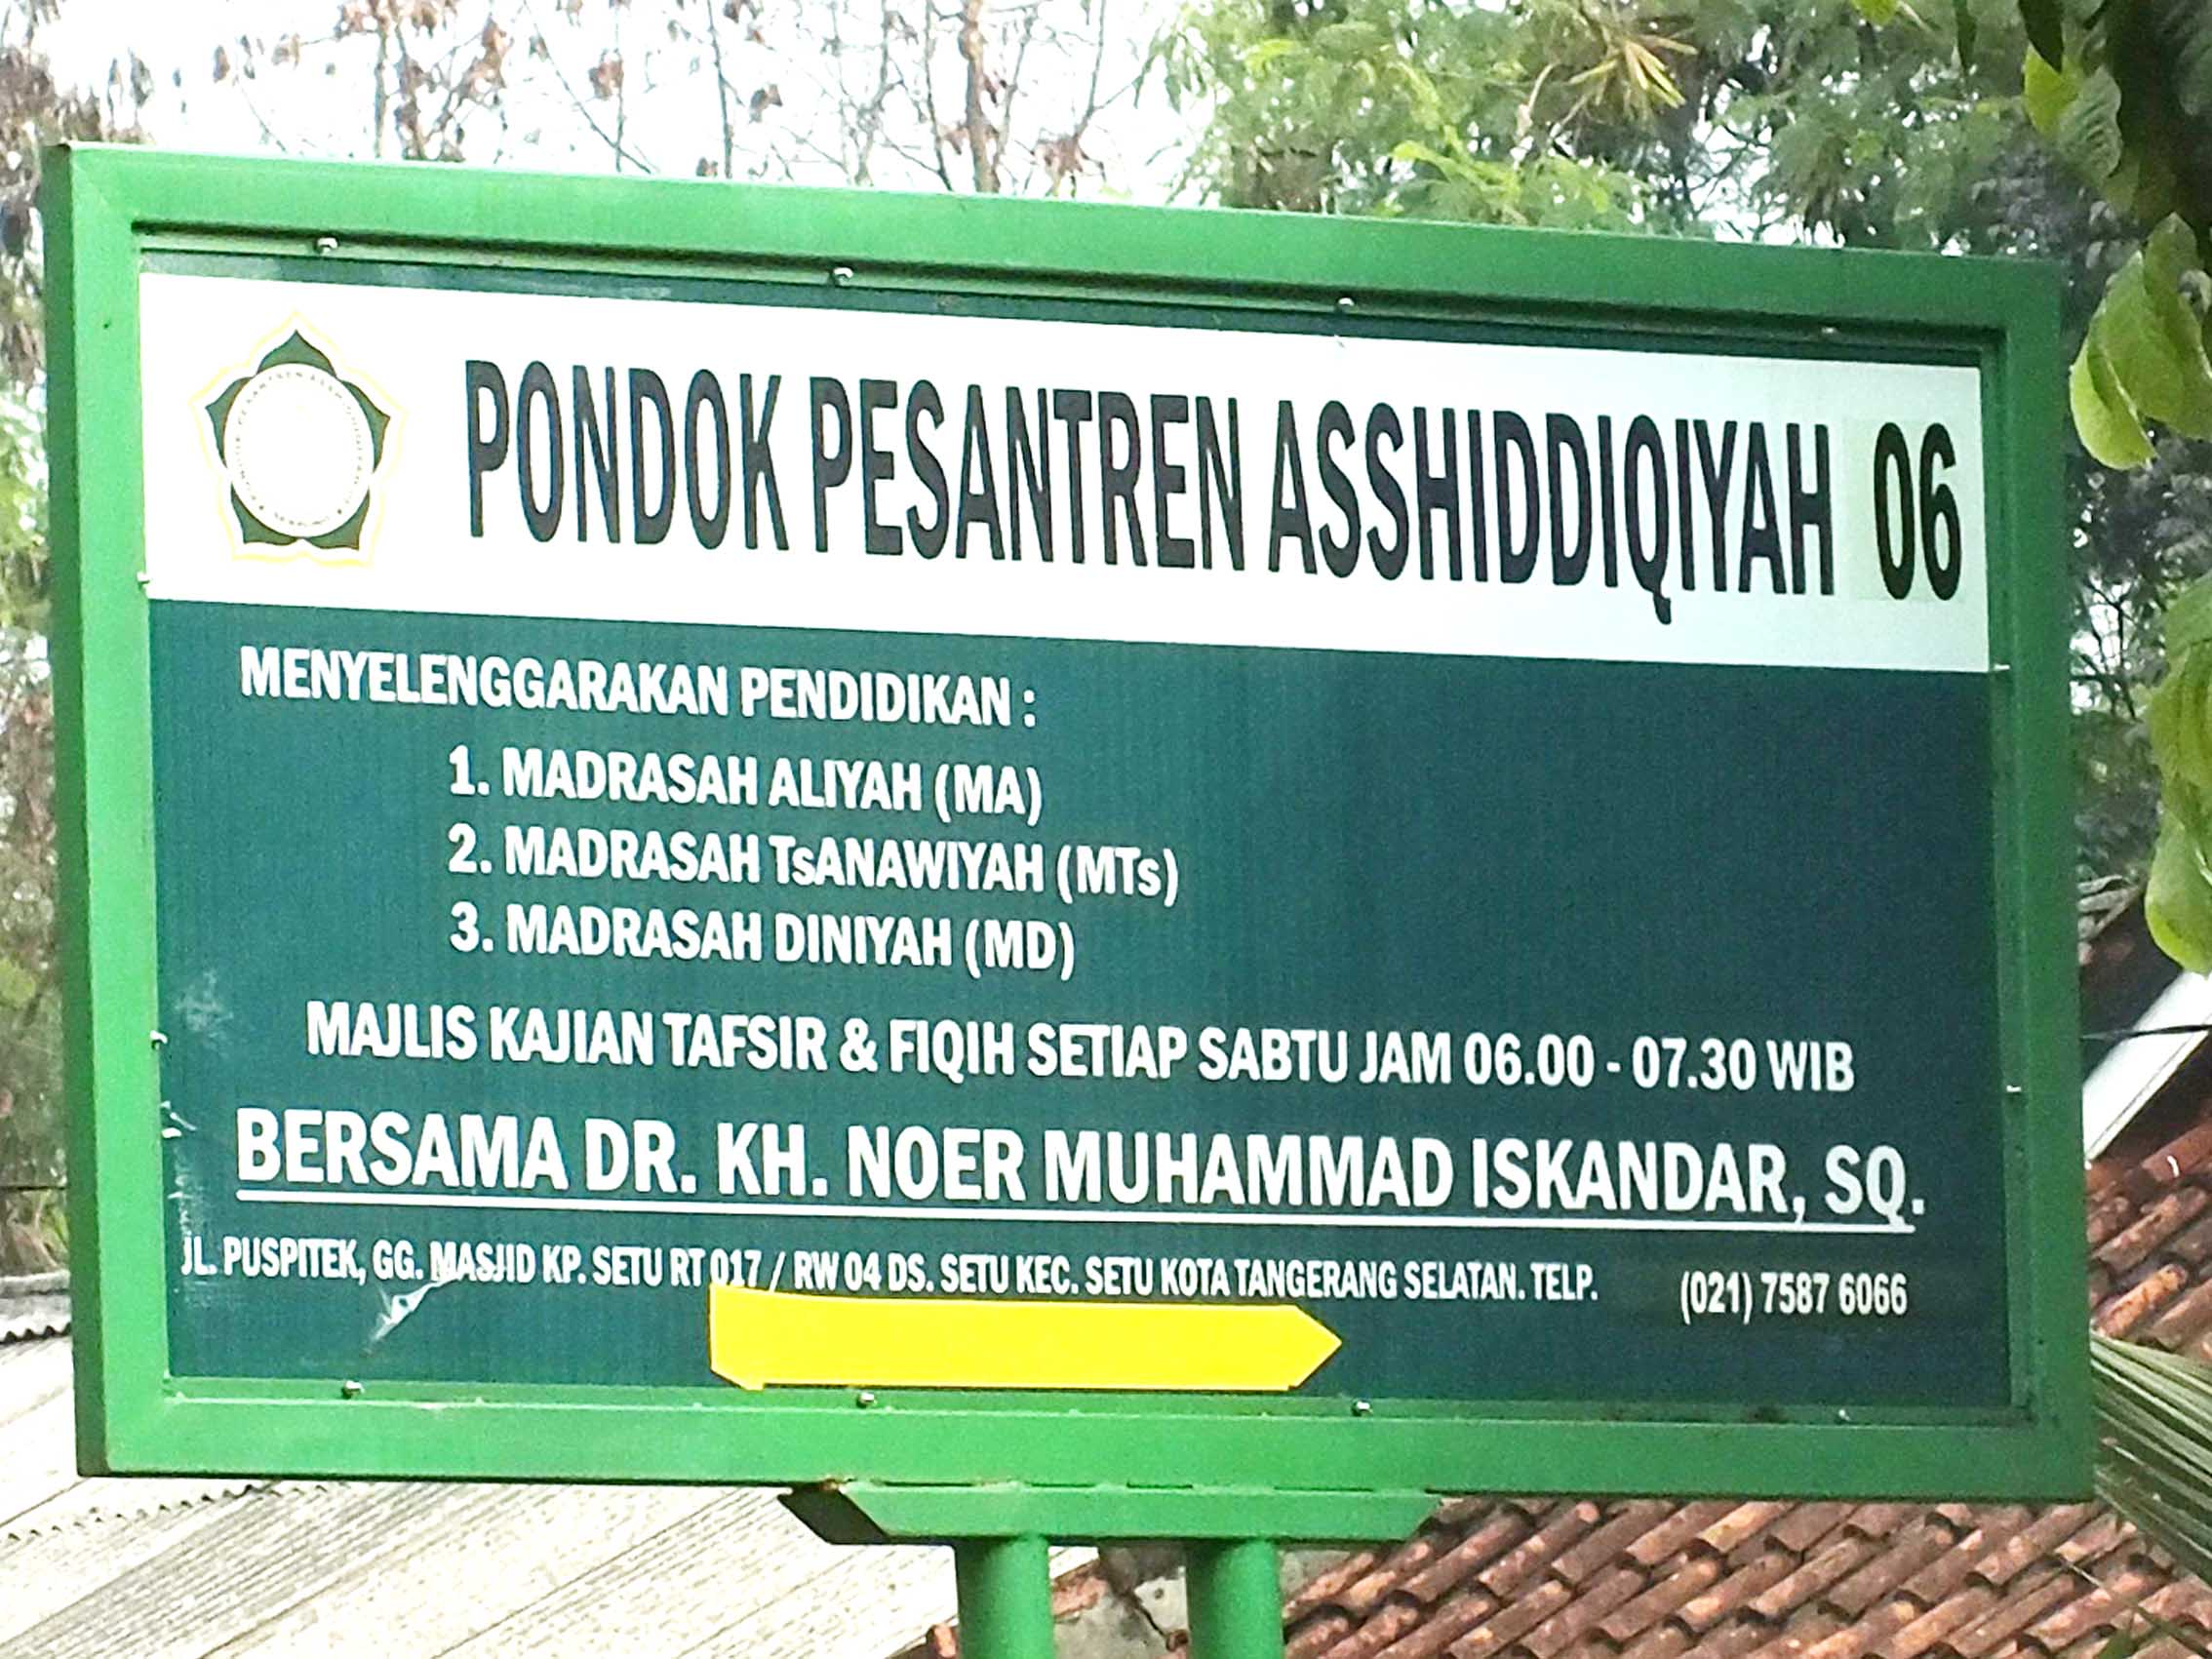 PONDOK PESANTREN ASSHIDDIQIYAH 06
MENYELENGGARAKAN PENDIDIKAN :
1. MADRASAH ALIYAH (MA)
2. MADRASAH TsANAWIYAH (MTs)
3. MADRASAH DINIYAH (MD)
MAJLIS KAJIAN TAFSIR & FIQIH SETIAP SABTU JAM 06.00 - 07.30 WIB
BERSAMA DR. KH. NOER MUHAMMAD ISKANDAR, SQ.
JL. PUSPITEK, GG. MASJID KP. SETU RT 017 / RW 04 DS. SETU KEC. SETU KOTA TANGERANG SELATAN. TELP. (021) 7587 6066